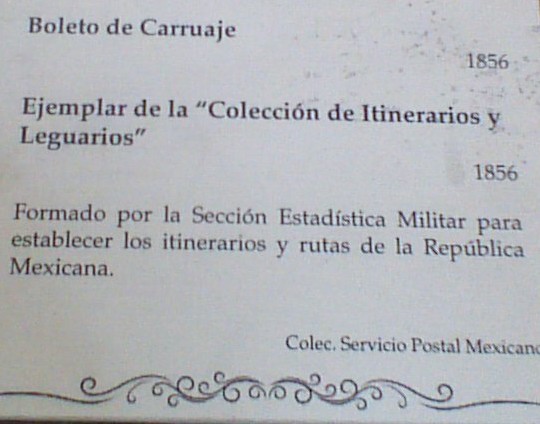 Boleto de Carruaje
1856
Ejemplar de la “Colección de Itinerarios y
Leguarios”
1856
Formado por la Sección Estadística Militar para
establecer los itinerarios y rutas de la República
Mexicana.
Colec. Servicio Postal Mexicano